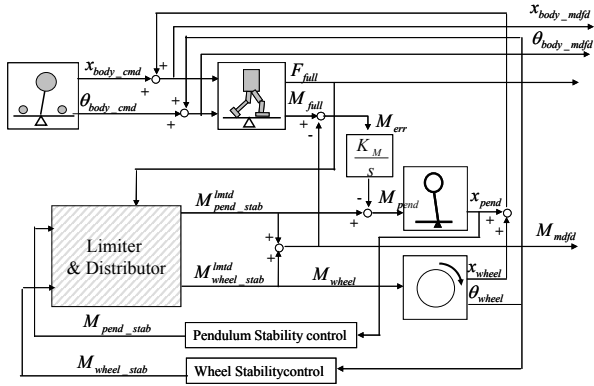 x_body_mdfd
θ_body_mdfd
x_body_cmd
+
+
θ_body_cmd
+
+
F_full
M_full
+
-
M_err
K_M
s
-
+
M_pend
x_pend
+
+
M^lmtd_pend_stab
Limiter
& Distributor
+
+
M_mdfd
M^lmtd_wheel_stab
M_wheel
x_wheel
θ_wheel
M_pend_stab
Pendulum Stability control
M_wheel_stab
Wheel Stabilitycontrol